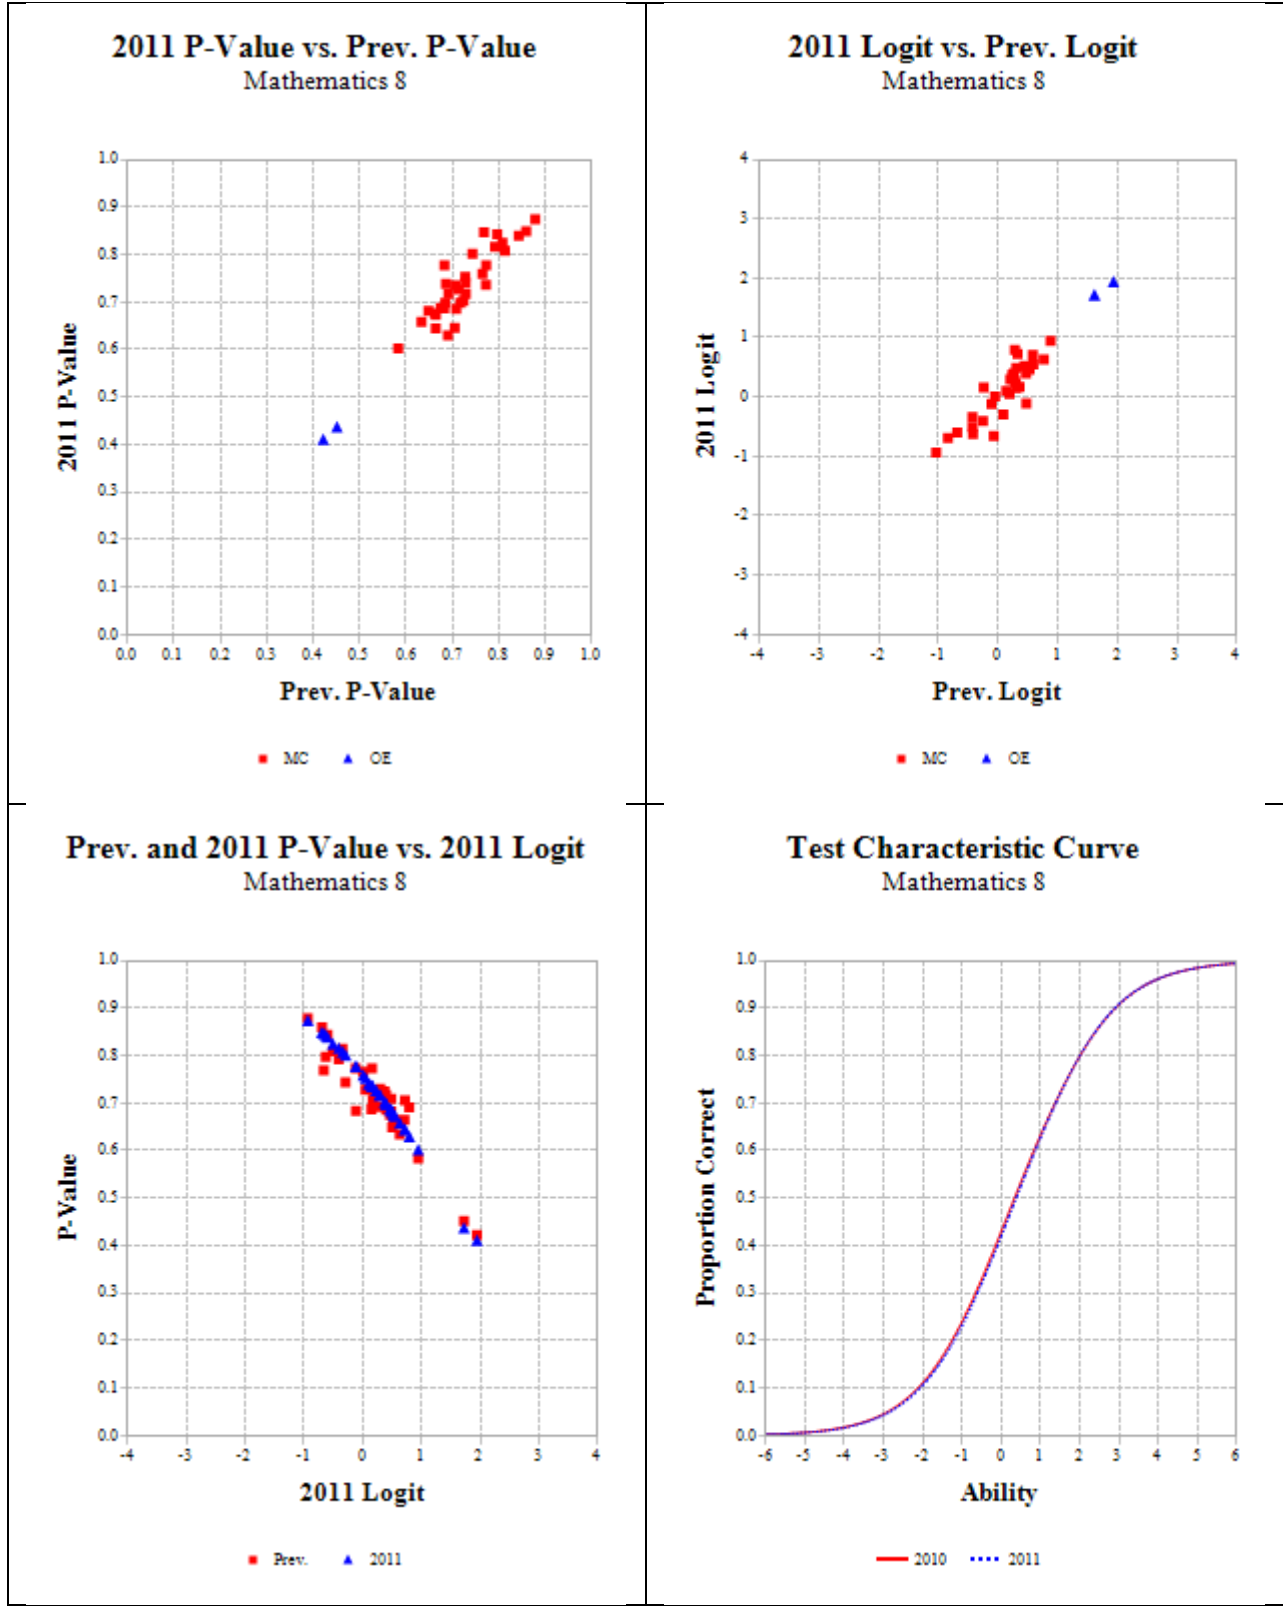 2011 P-Value vs. Prev. P-Value
Mathematics 8
1.0
0.9
0.8
0.7
0.6
0.5
0.4
0.3
0.2
0.1
0.0
2011 P-Value
0.0 0.1 0.2 0.3 0.4 0.5 0.6 0.7 0.8 0.9 1.0
Prev. P-Value
MC OE
2011 Logit vs. Prev. Logit
Mathematics 8
4
3
2
1
0
-1
-2
-3
-4
2011 Logit
-4 -3 -2 -1 0 1 2 3 4
Prev. Logit
MC OE
Prev. and 2011 P-Value vs. 2011 Logit
Mathematics 8
1.0
0.9
0.8
0.7
0.6
0.5
0.4
0.3
0.2
0.1
0.0
P-Value
-4 -3 -2 -1 0 1 2 3 4
2011 Logit
Prev. 2011
Test Characteristic Curve
Mathematics 8
1.0
0.9
0.8
0.7
0.6
0.5
0.4
0.3
0.2
0.1
0.0
Proportion Correct
-6 -5 -4 -3 -2 -1 0 1 2 3 4 5 6
Ability
2010 2011